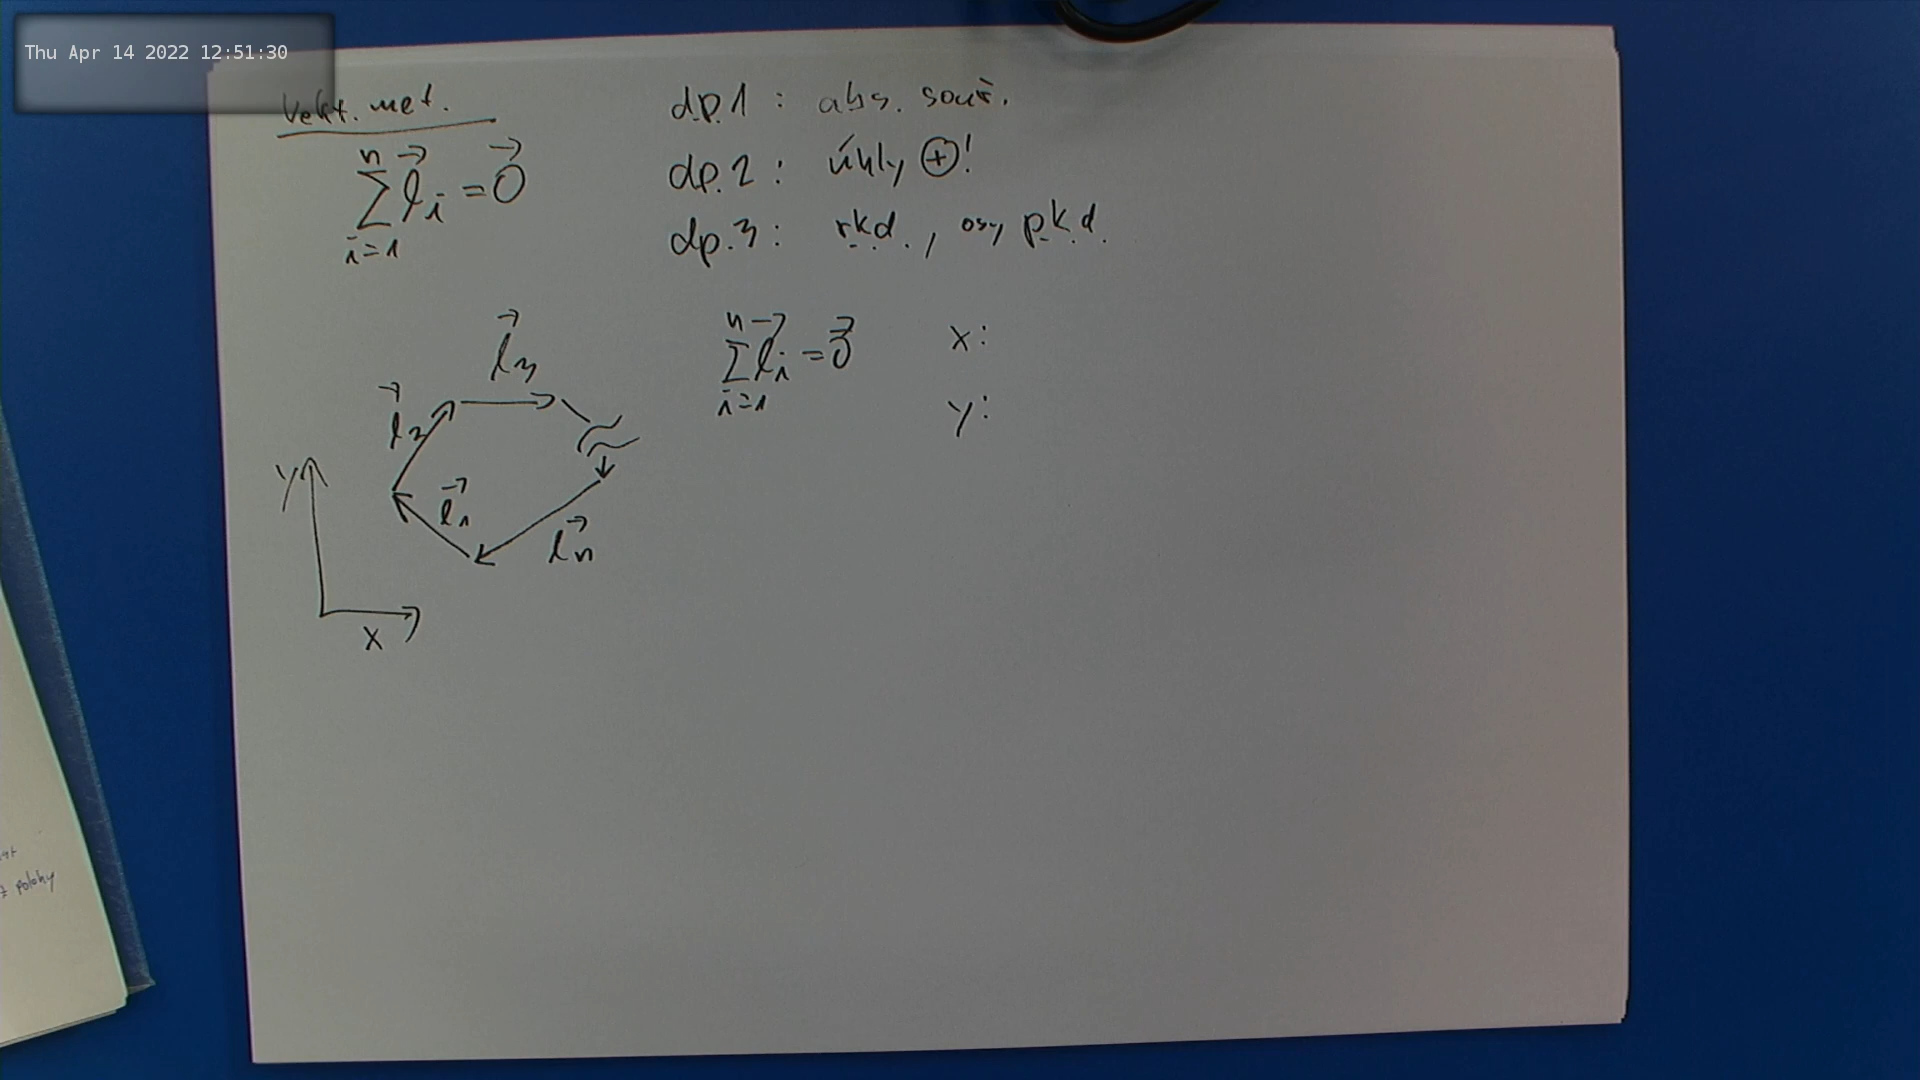 Thu Apr 14 2022 12:51:30
Vekt. met.
n
∑ l⃗i = 0⃗
i=1
dp.1 : abs. souř.
dp.2 : úhly ⊕!
dp.3 : rkd., osy p.k.d.
l⃗3
l⃗2
l⃗1
l⃗n
y
x
n
∑ l⃗i = 0⃗
i=1
x:
y:
polohy